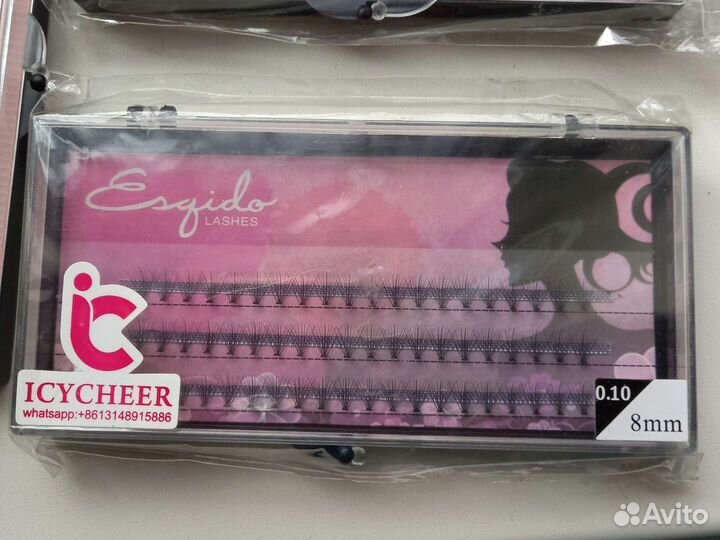 Esqido
LASHES
iC
ICYCHEER
whatsapp:+8613148915886
0.10
8mm
Avito